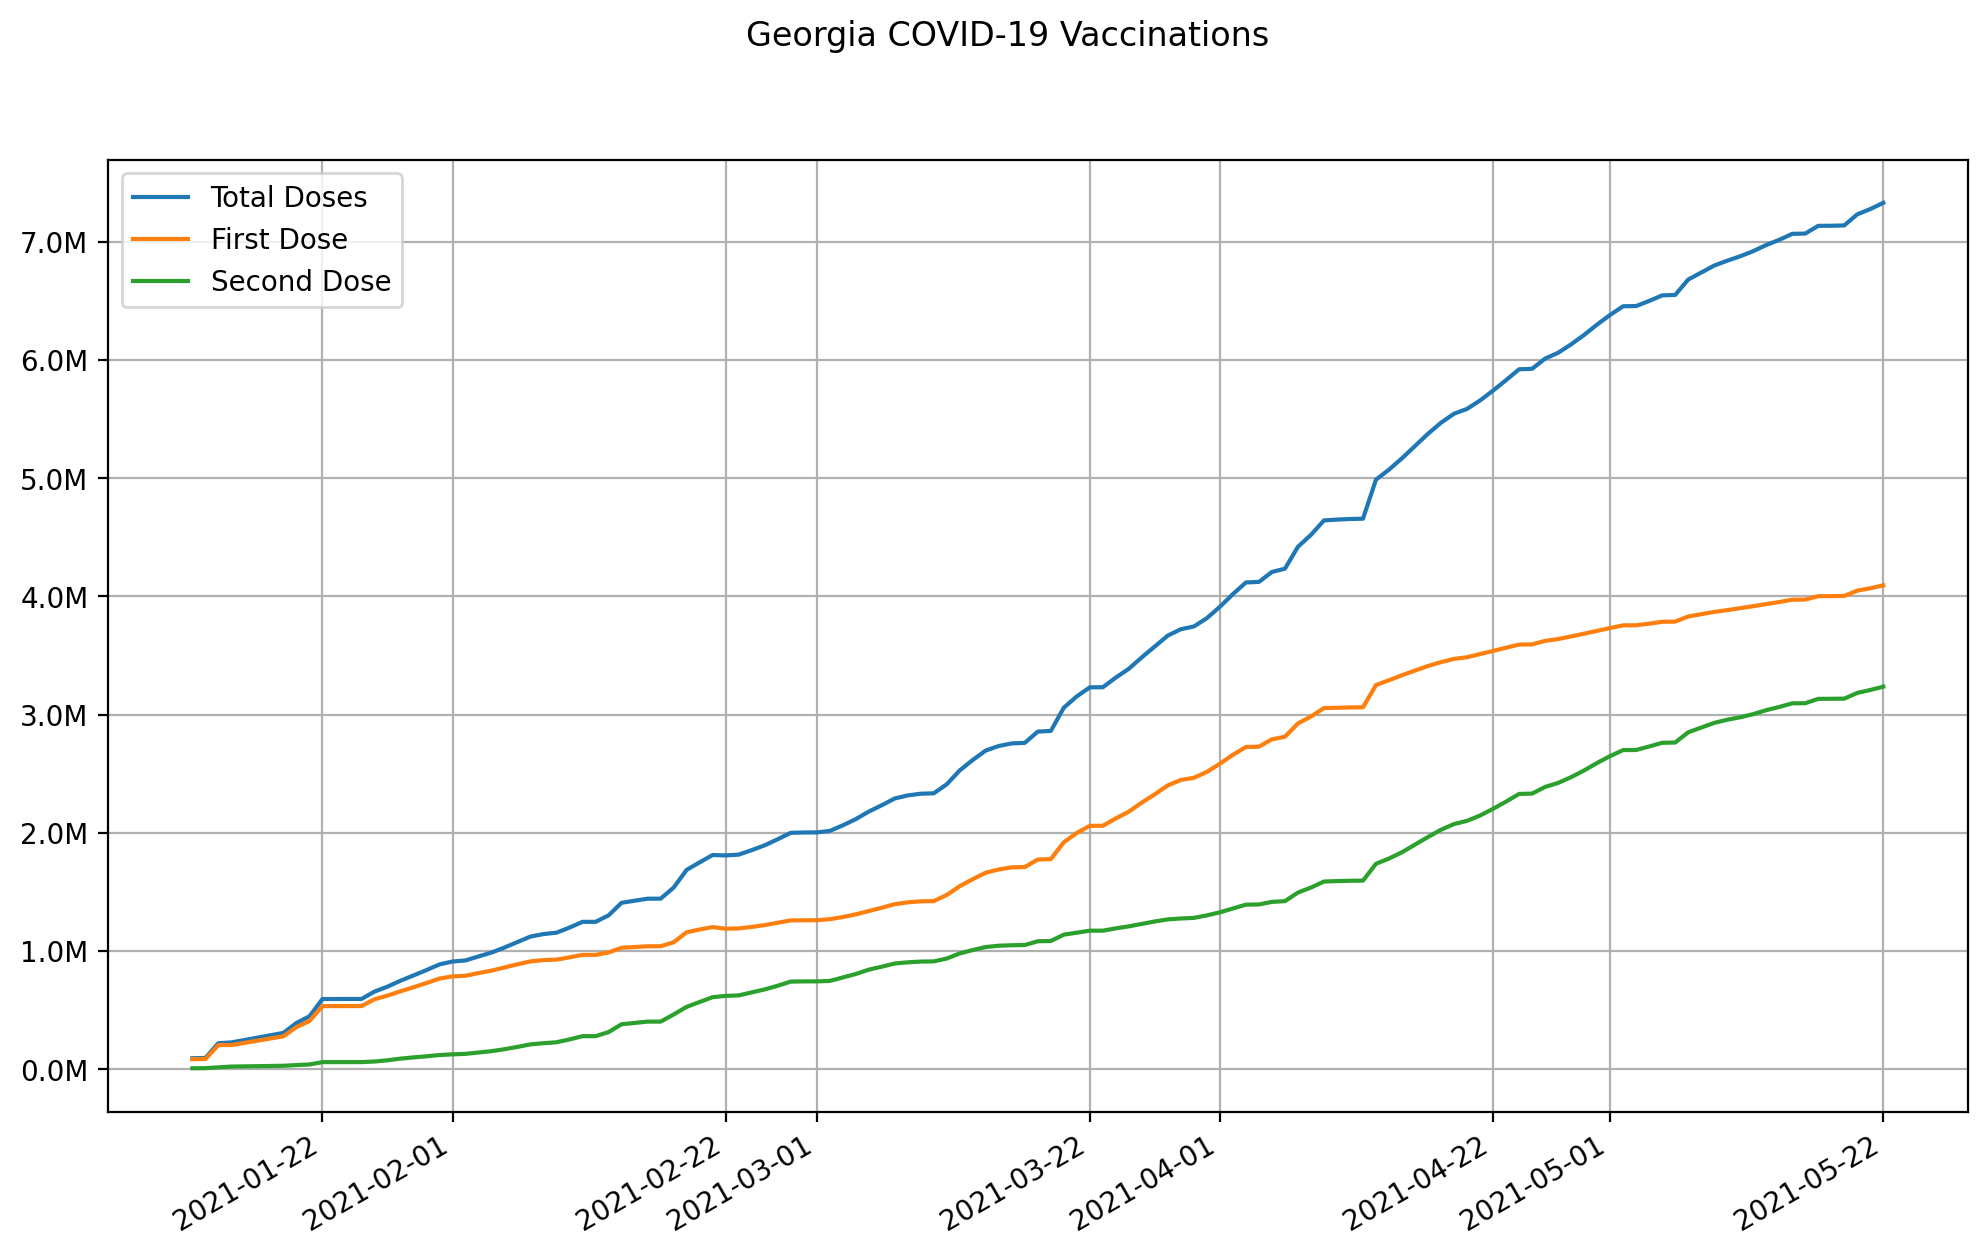 Georgia COVID-19 Vaccinations
Total Doses
First Dose
Second Dose
7.0M
6.0M
5.0M
4.0M
3.0M
2.0M
1.0M
0.0M
2021-01-22
2021-02-01
2021-02-22
2021-03-01
2021-03-22
2021-04-01
2021-04-22
2021-05-01
2021-05-22